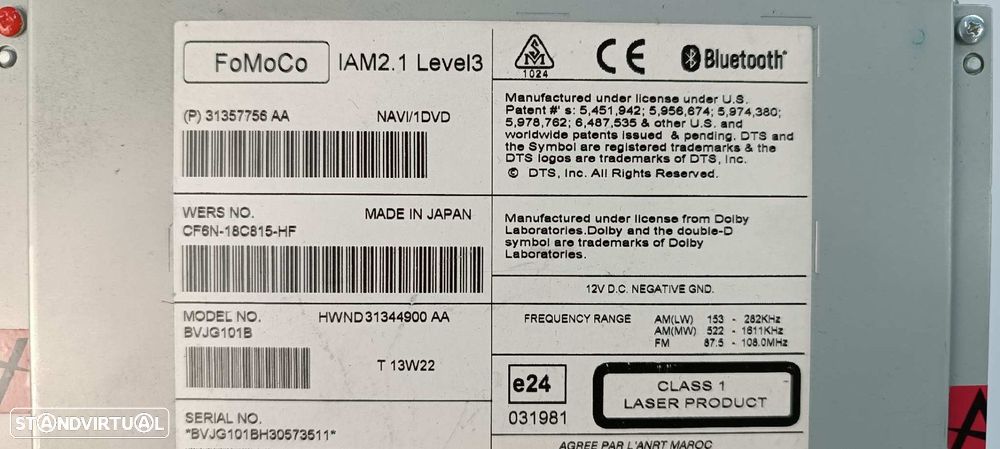 FoMoCo
IAM2.1 Level3
(P) 31357756 AA
NAVI/1DVD
WERS NO.
MADE IN JAPAN
CF6N-18C815-HF
MODEL NO.
HWND31344900 AA
BVJG101B
T 13W22
SERIAL NO.
*BVJG101BH30573511*
SM
1024
CE
Bluetooth®
Manufactured under license under U.S.
Patent #' s: 5,451,942; 5,956,674; 5,974,380;
5,978,762; 6,487,535 & other U.S. and
worldwide patents issued & pending. DTS and
the Symbol are registered trademarks & the
DTS logos are trademarks of DTS, Inc.
© DTS, Inc. All Rights Reserved.
Manufactured under license from Dolby
Laboratories.Dolby and the double-D
symbol are trademarks of Dolby
Laboratories.
12V D.C. NEGATIVE GND.
FREQUENCY RANGE
AM(LW) 153 - 282KHz
AM(MW) 522 - 1611KHz
FM 87.5 - 108.0MHz
e24
031981
CLASS 1
LASER PRODUCT
AGREE PAR L'ANRT MAROC
STANDVIRTUAL